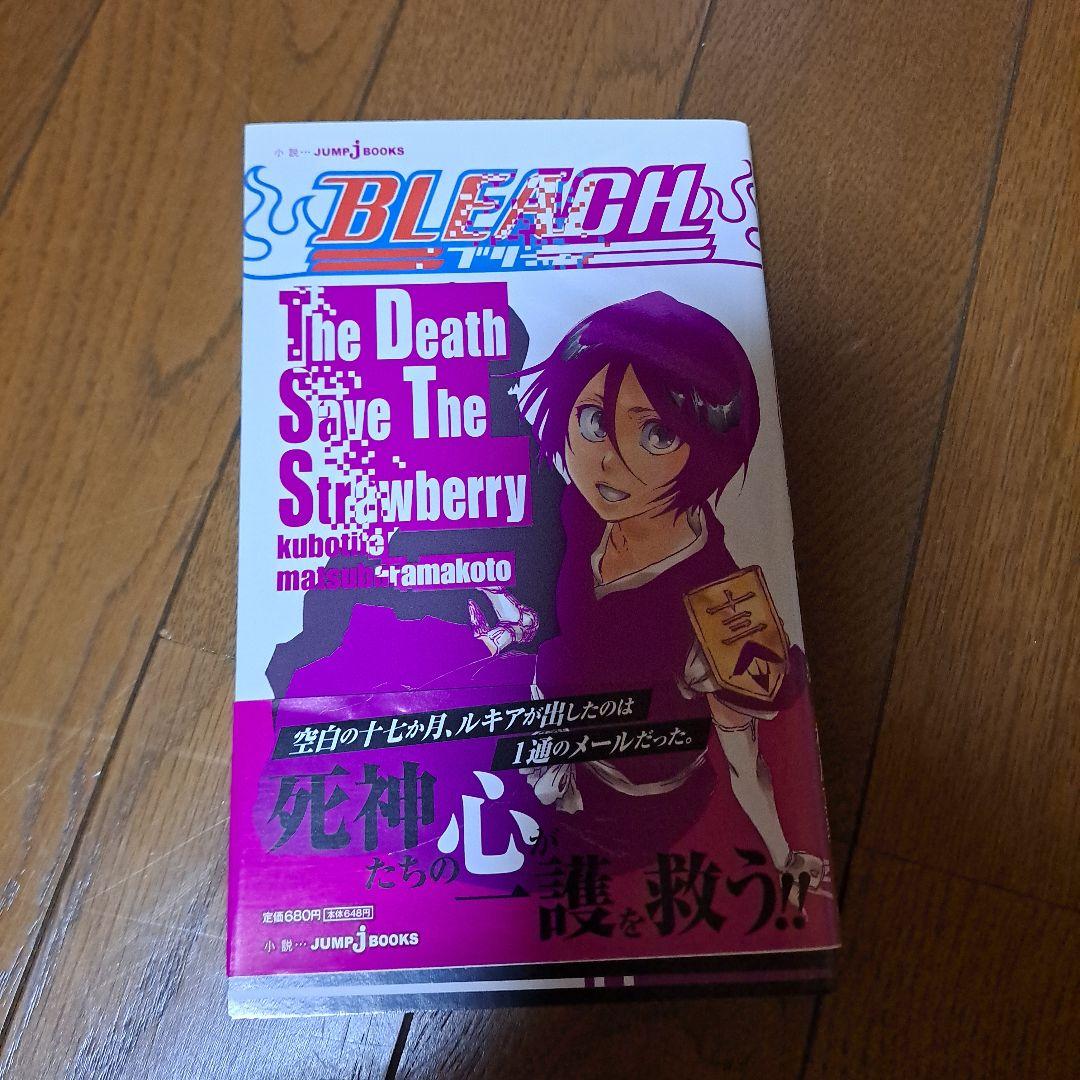 小説… JUMP j BOOKS
BLEACH
ブリーチ
The Death
Save The
Strawberry
kubotite
matsubaramakoto
十三
空白の十七か月、ルキアが出したのは
1通のメールだった。
死神たちの心が
一護を救う!!
定価680円 本体648円
小説… JUMP j BOOKS